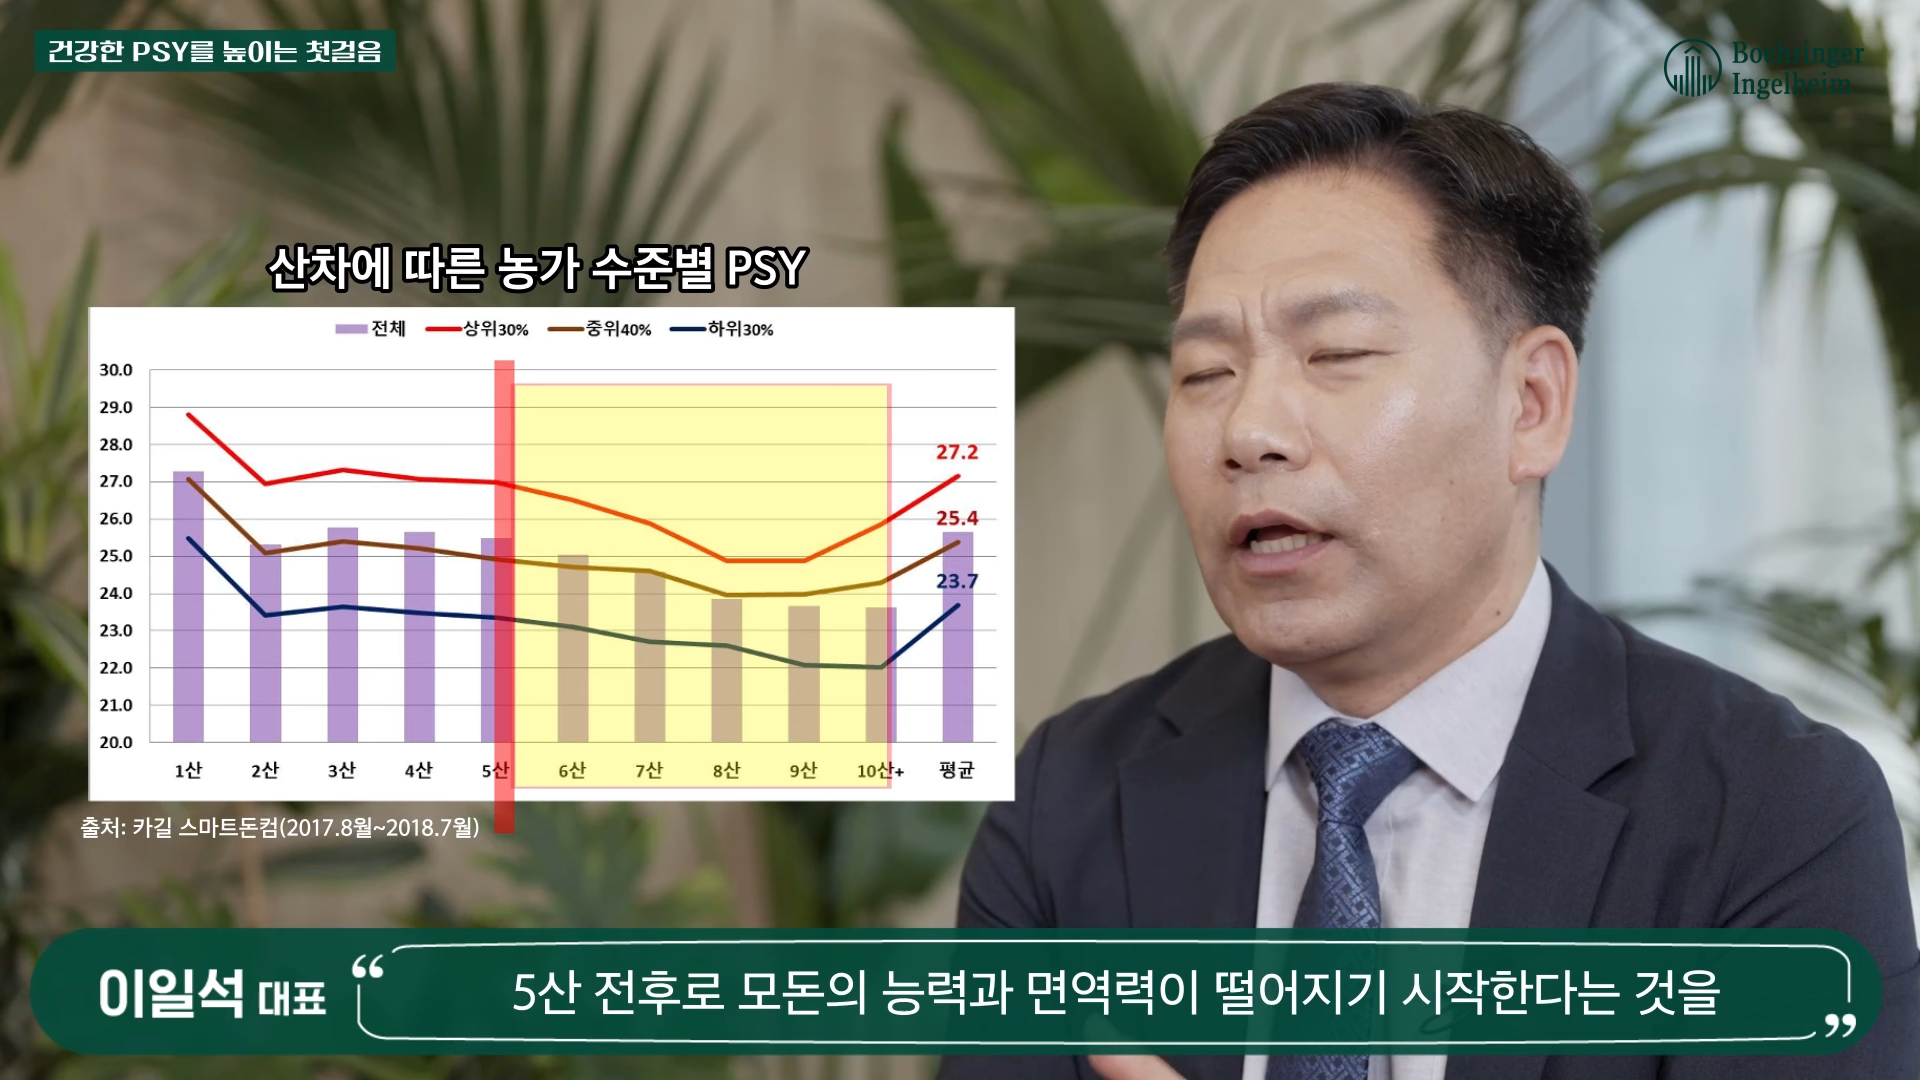 건강한 PSY를 높이는 첫걸음
Boehringer
Ingelheim
산차에 따른 농가 수준별 PSY
전체 상위30% 중위40% 하위30%
30.0
29.0
28.0
27.0
26.0
25.0
24.0
23.0
22.0
21.0
20.0
27.2
25.4
23.7
1산 2산 3산 4산 5산 6산 7산 8산 9산 10산+ 평균
출처: 카길 스마트돈컴(2017.8월~2018.7월)
이일석 대표
“ 5산 전후로 모돈의 능력과 면역력이 떨어지기 시작한다는 것을 ”